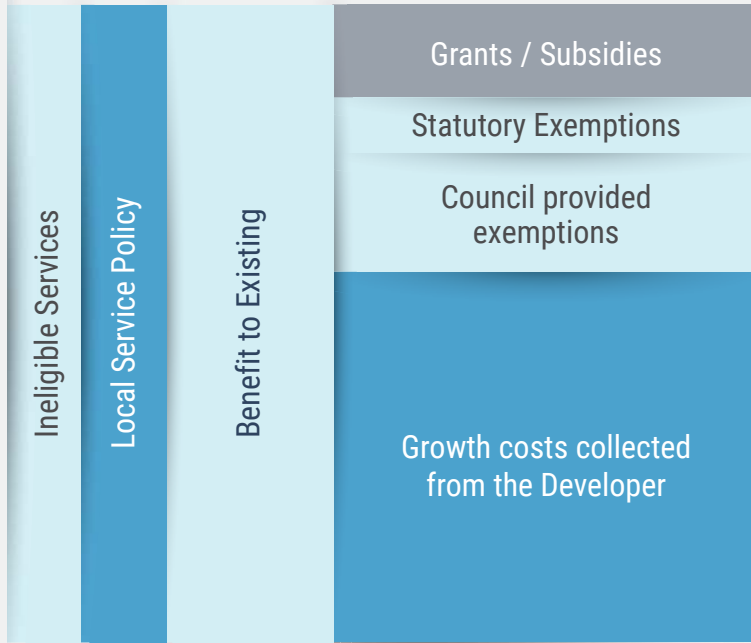 Ineligible Services
Local Service Policy
Benefit to Existing
Grants / Subsidies
Statutory Exemptions
Council provided
exemptions
Growth costs collected
from the Developer